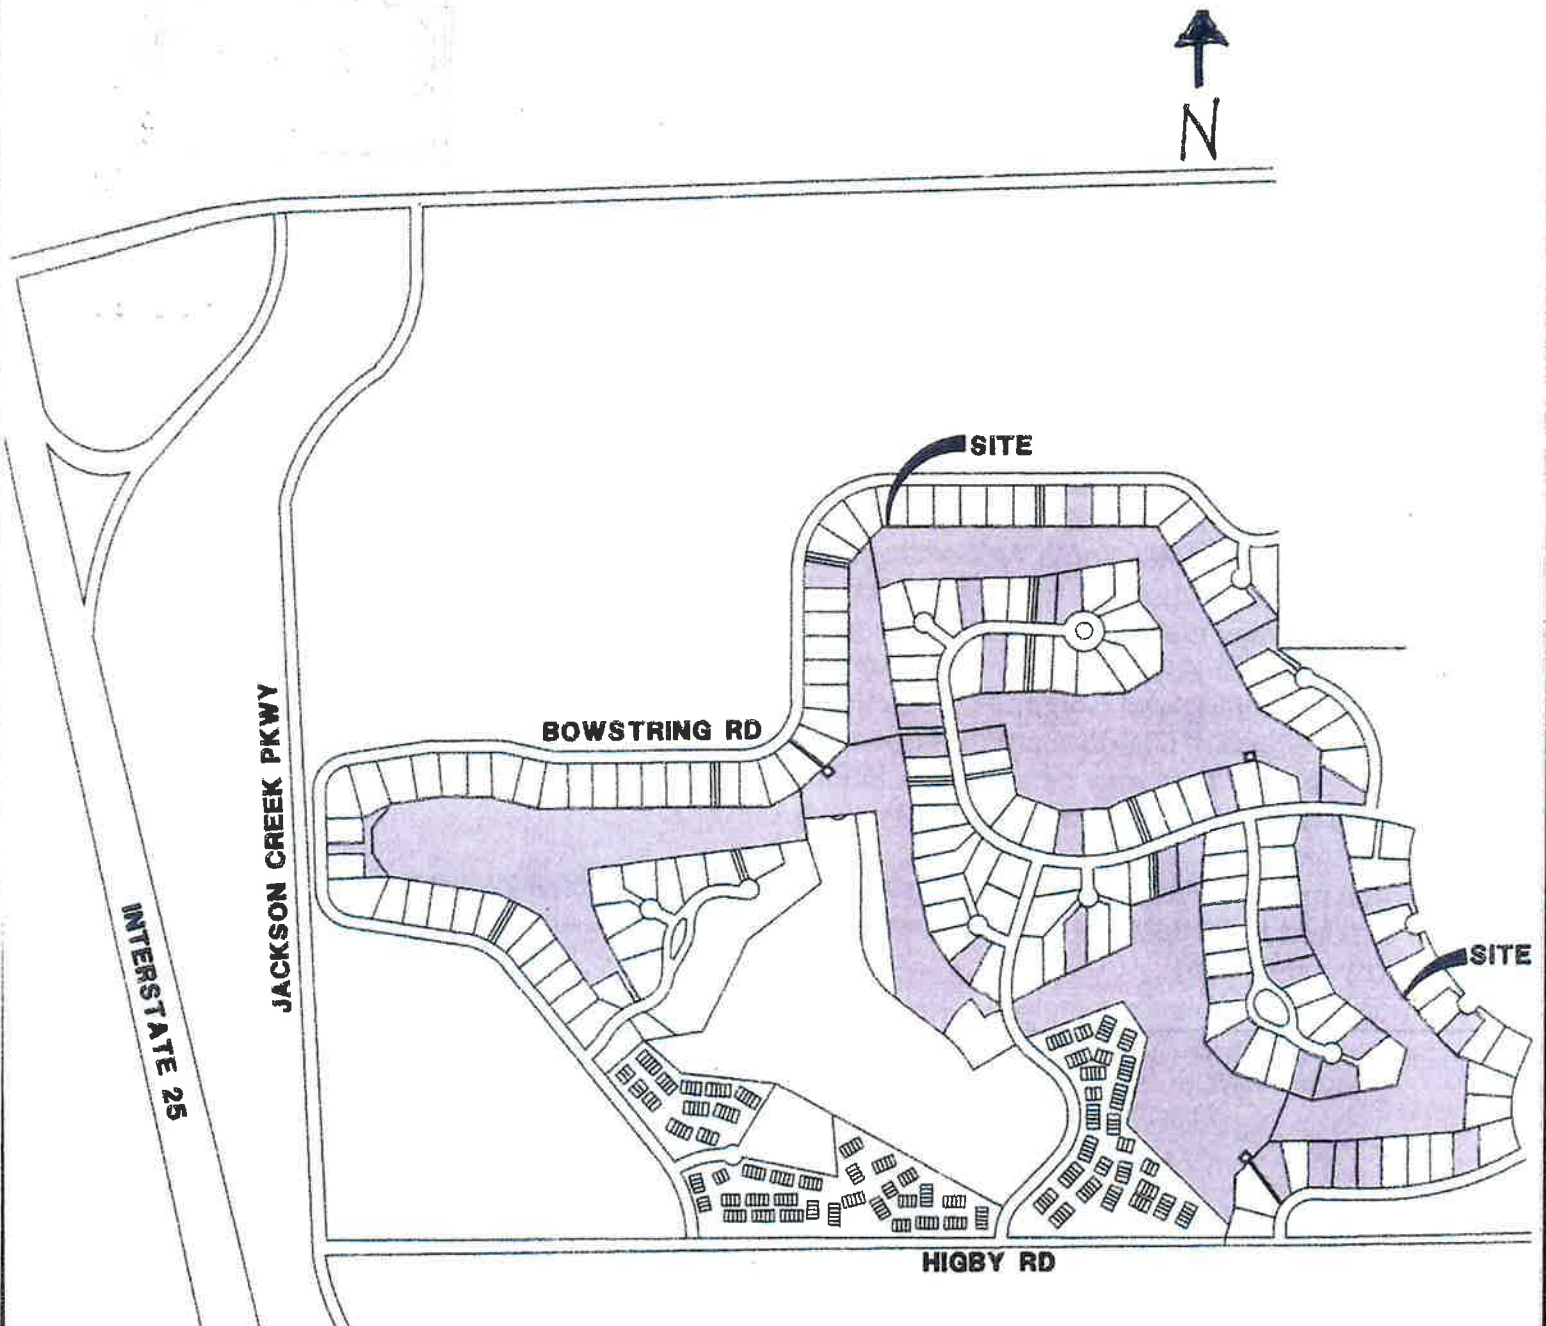 N
SITE
BOWSTRING RD
JACKSON CREEK PKWY
INTERSTATE 25
SITE
HIGBY RD